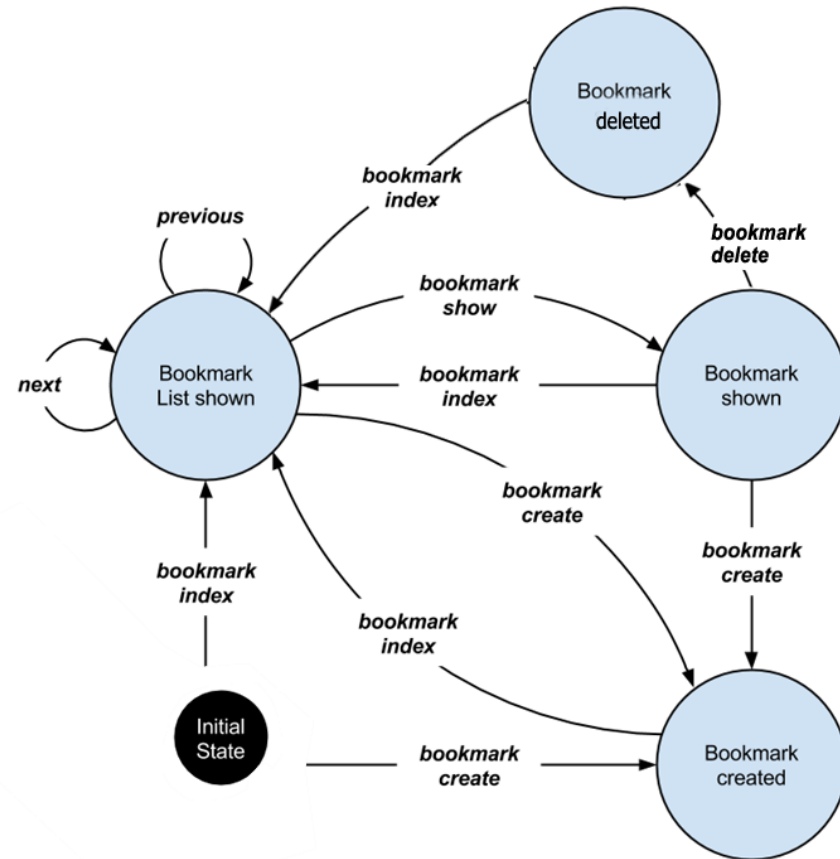 Bookmark
deleted
bookmark
index
previous
bookmark
delete
bookmark
show
next
Bookmark
List shown
bookmark
index
Bookmark
shown
bookmark
create
bookmark
create
bookmark
index
bookmark
index
Initial
State
bookmark
create
Bookmark
created